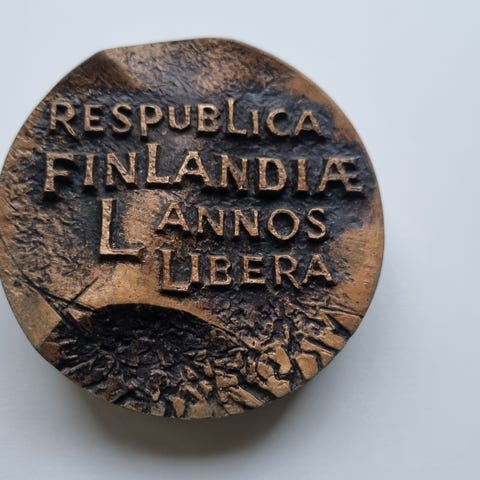 RESPUBLICA
FINLANDIÆ
L ANNOS
LIBERA